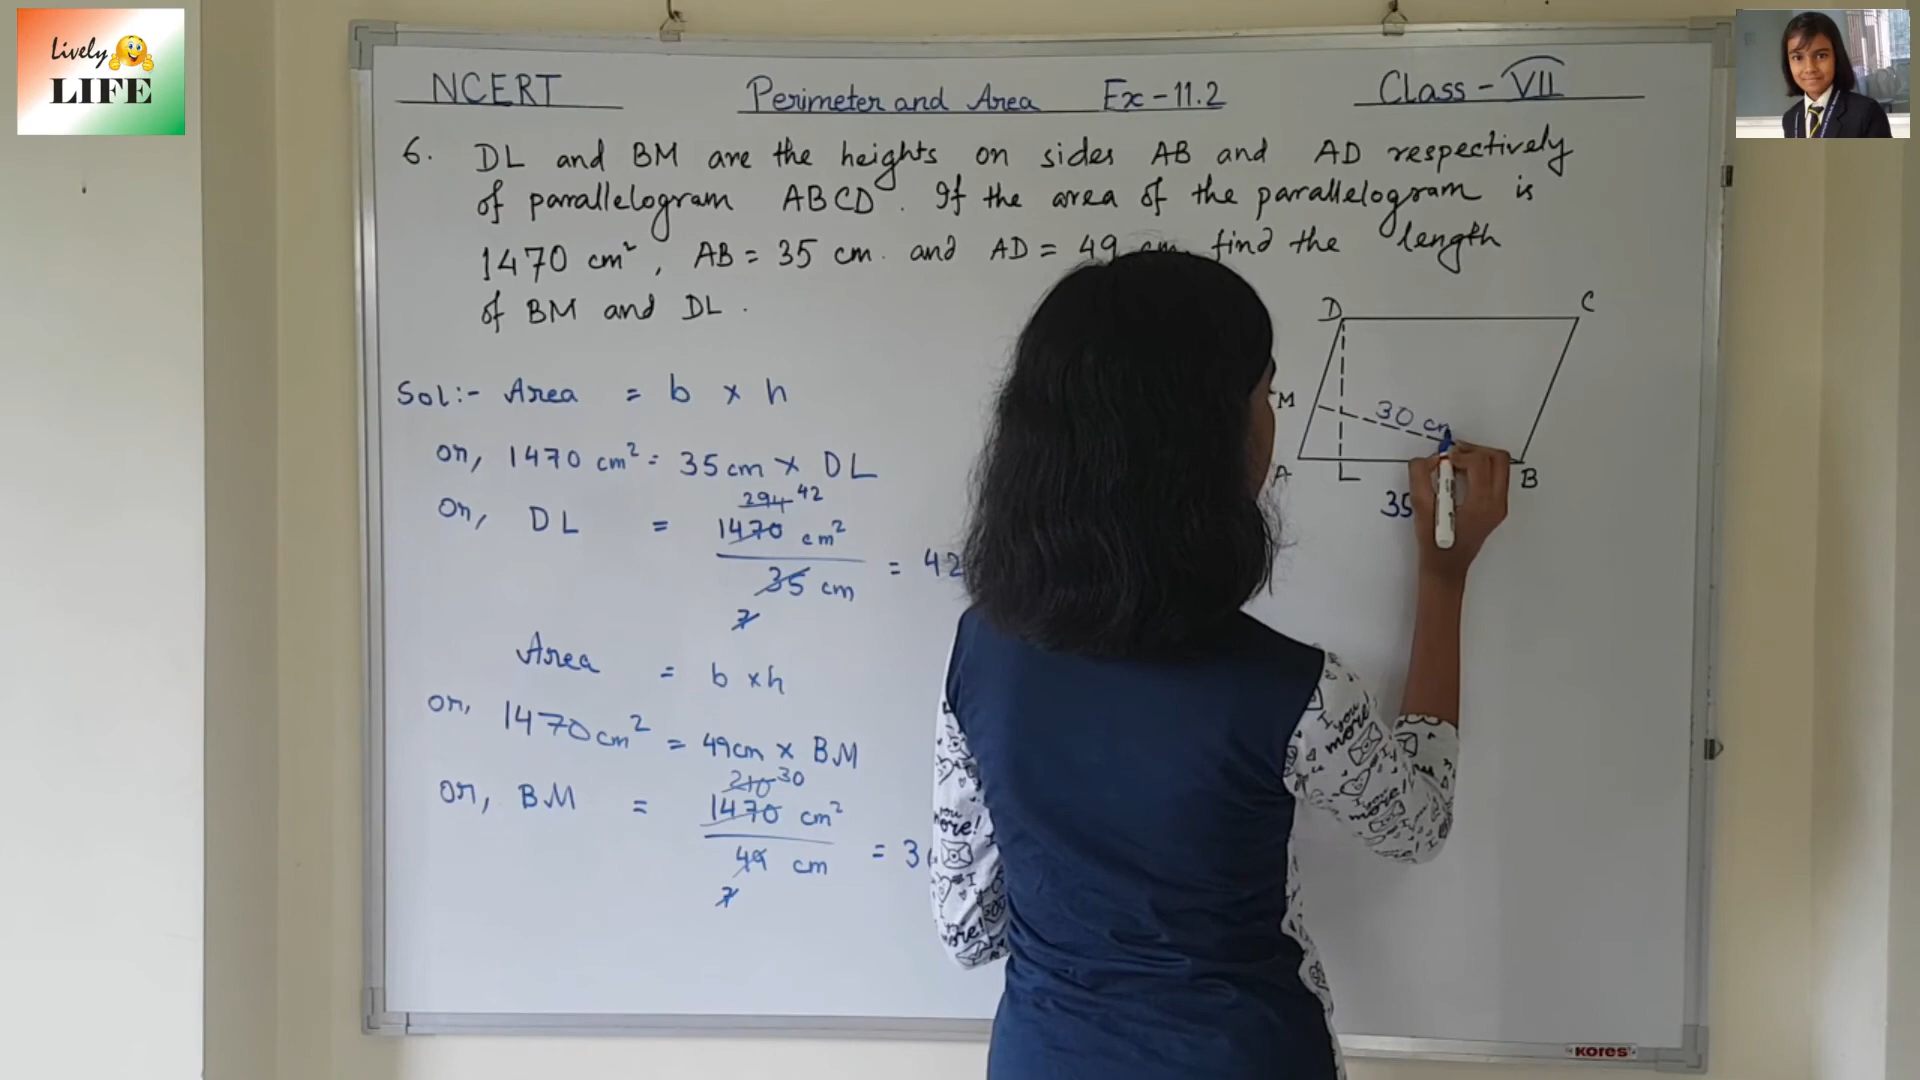 Lively
LIFE
NCERT Perimeter and Area Ex-11.2 Class-VII
6. DL and BM are the heights on sides AB and AD respectively
of parallelogram ABCD. If the area of the parallelogram is
1470 cm², AB = 35 cm. and AD = 49 cm, find the length
of BM and DL.
D C
Sol:- Area = b × h
M 30 cm
or, 1470 cm² = 35 cm × DL
A L B
294 42
35
or, DL = 1470 cm²
35 cm = 42
7
Area = b × h
or, 1470 cm² = 49 cm × BM
210 30
or, BM = 1470 cm²
49 cm = 3
7
I you more!
KORES